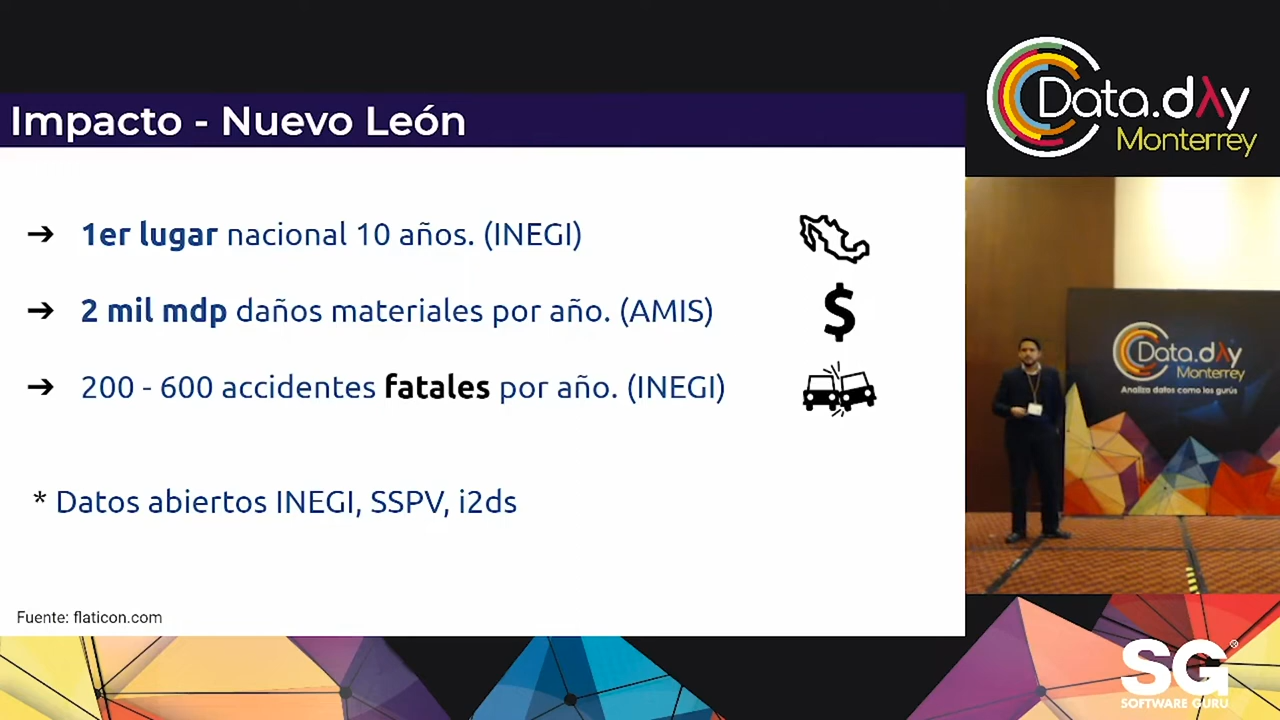 Impacto - Nuevo León
➔ 1er lugar nacional 10 años. (INEGI)
➔ 2 mil mdp daños materiales por año. (AMIS)
$
➔ 200 - 600 accidentes fatales por año. (INEGI)
* Datos abiertos INEGI, SSPV, i2ds
Fuente: flaticon.com
Data.dλy
Monterrey
Data.dλy
Monterrey
Analiza datos como los gurús
SG®
SOFTWARE GURU